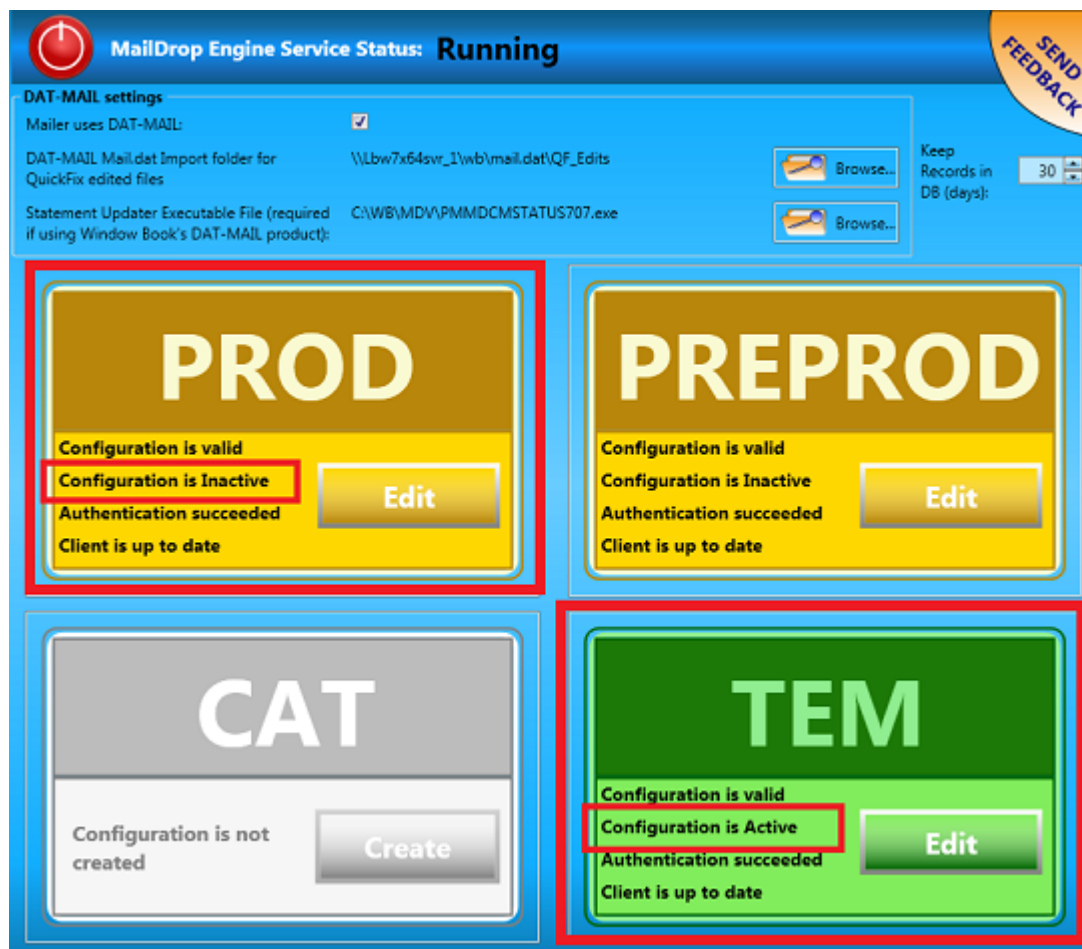 MailDrop Engine Service Status: Running
SEND
FEEDBACK
DAT-MAIL settings
Mailer uses DAT-MAIL:
DAT-MAIL Mail.dat Import folder for
QuickFix edited files
\\Lbw7x64svr_1\wb\mail.dat\QF_Edits
Browse...
Keep
Records in
DB (days):
30
Statement Updater Executable File (required
if using Window Book's DAT-MAIL product):
C:\WB\MDV\PMMDCMSTATUS707.exe
Browse...
PROD
Configuration is valid
Configuration is Inactive
Authentication succeeded
Client is up to date
Edit
PREPROD
Configuration is valid
Configuration is Inactive
Authentication succeeded
Client is up to date
Edit
CAT
Configuration is not
created
Create
TEM
Configuration is valid
Configuration is Active
Authentication succeeded
Client is up to date
Edit